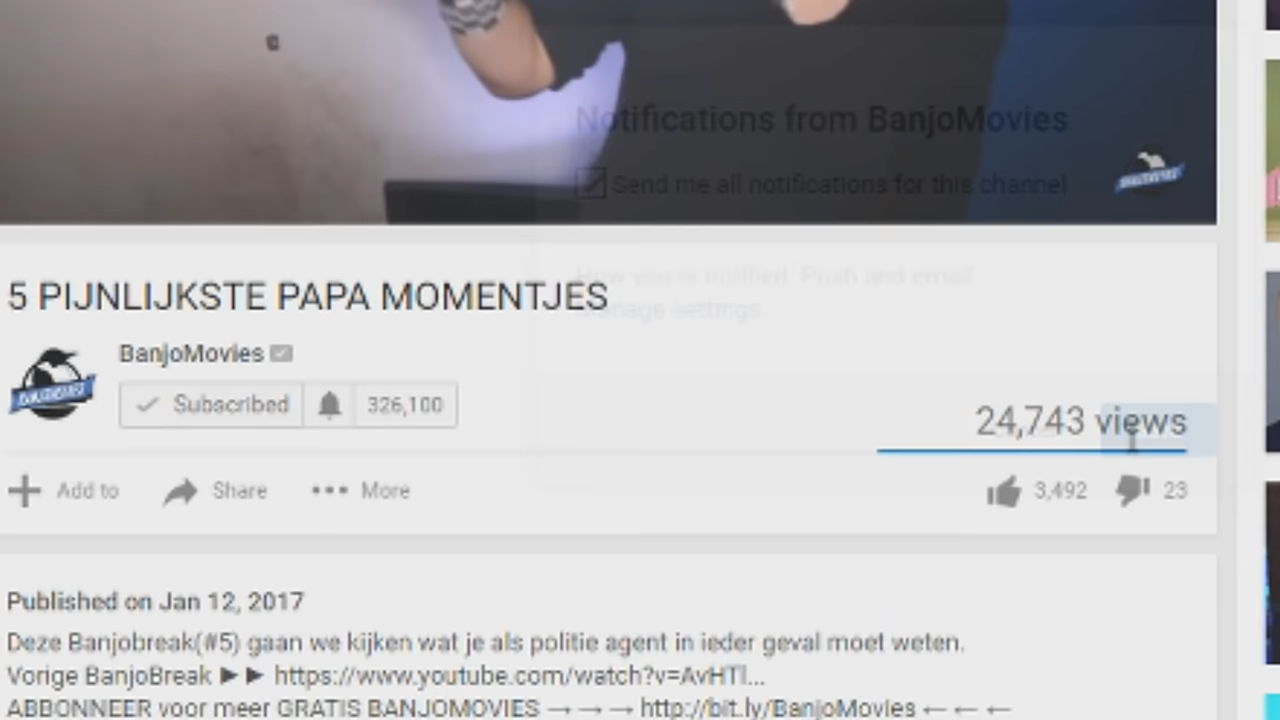 Notifications from BanjoMovies
Send me all notifications for this channel
How you're notified: Push and email
Manage settings
5 PIJNLIJKSTE PAPA MOMENTJES
BanjoMovies
Subscribed 326,100
24,743 views
Add to Share More 3,492 23
Published on Jan 12, 2017
Deze Banjobreak(#5) gaan we kijken wat je als politie agent in ieder geval moet weten.
Vorige BanjoBreak ►► https://www.youtube.com/watch?v=AvHTl...
ABBONNEER voor meer GRATIS BANJOMOVIES → → → http://bit.ly/BanjoMovies ← ← ←